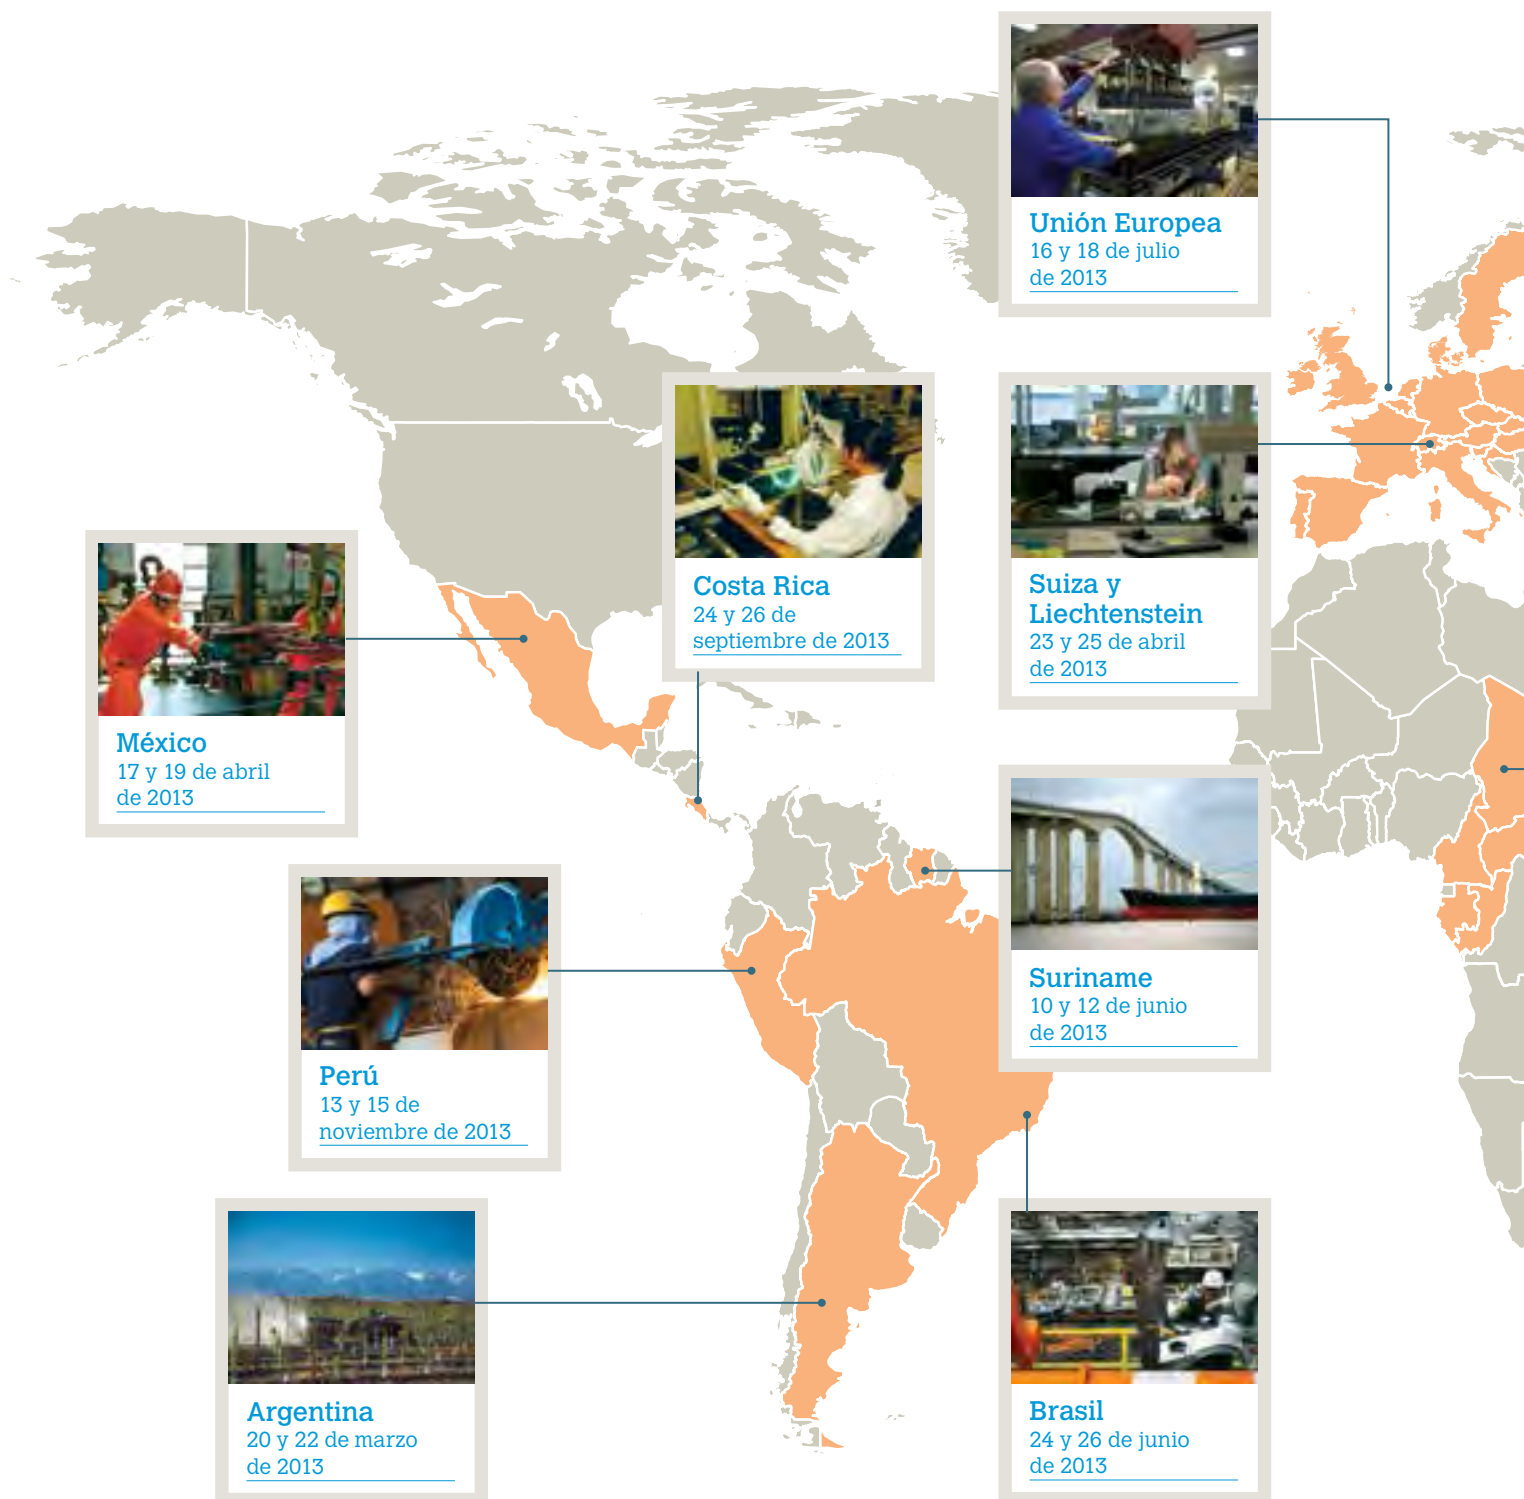 Unión Europea
16 y 18 de julio
de 2013
Costa Rica
24 y 26 de
septiembre de 2013
Suiza y
Liechtenstein
23 y 25 de abril
de 2013
México
17 y 19 de abril
de 2013
Suriname
10 y 12 de junio
de 2013
Perú
13 y 15 de
noviembre de 2013
Argentina
20 y 22 de marzo
de 2013
Brasil
24 y 26 de junio
de 2013